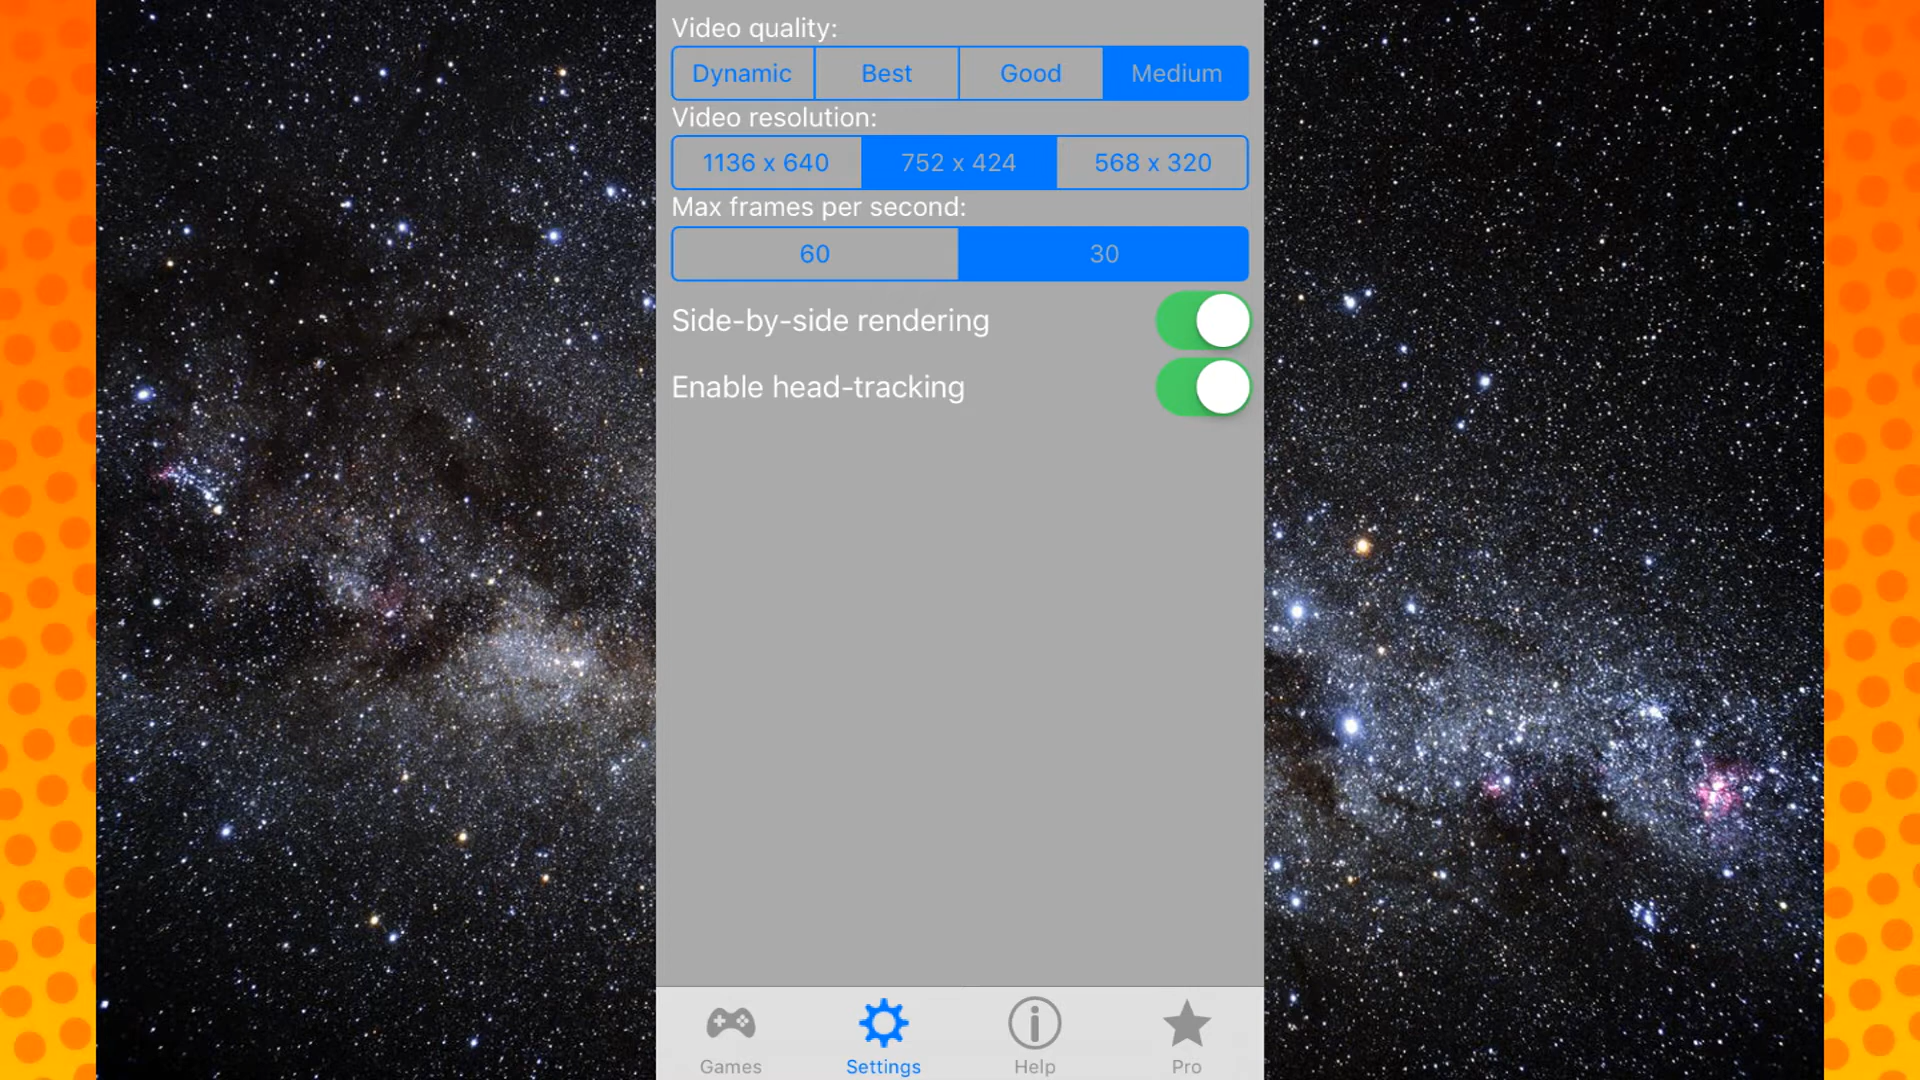 Video quality:
Dynamic Best Good Medium
Video resolution:
1136 x 640 752 x 424 568 x 320
Max frames per second:
60 30
Side-by-side rendering
Enable head-tracking
Games Settings Help Pro